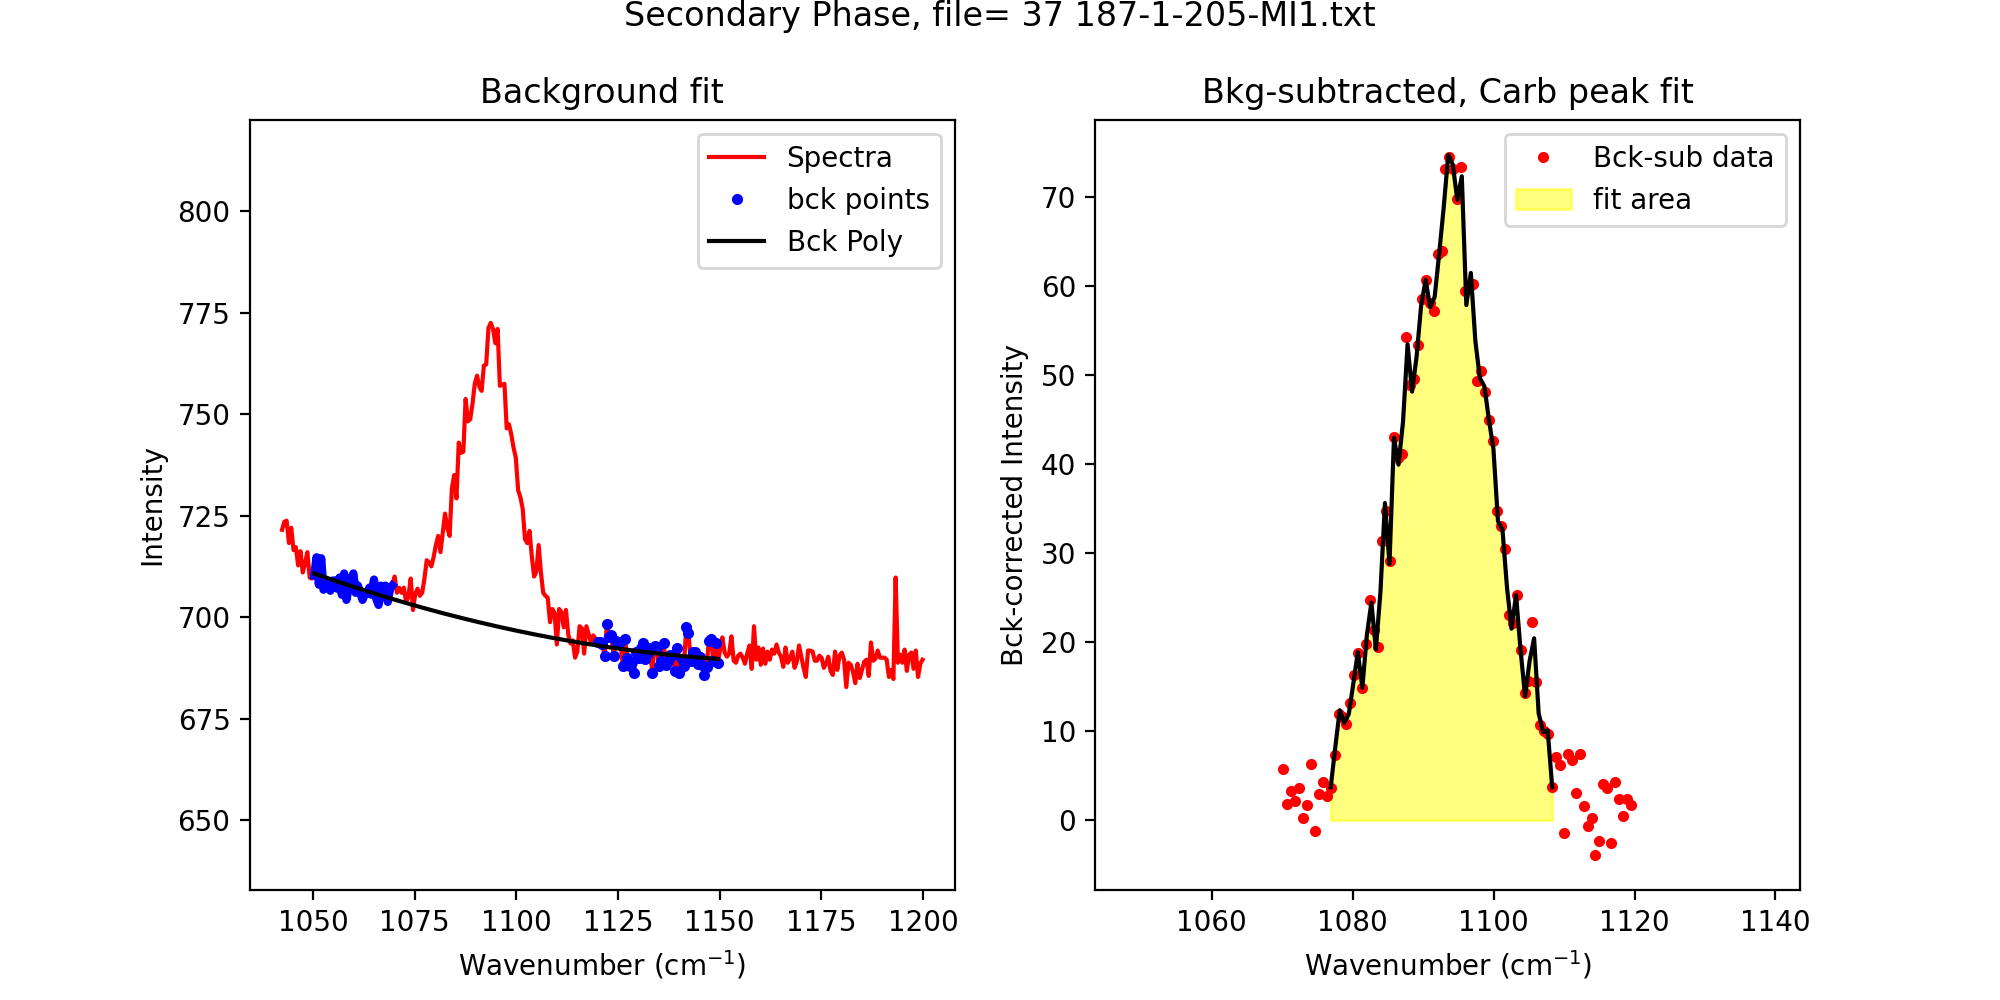 Secondary Phase, file= 37 187-1-205-MI1.txt
Background fit
Spectra
bck points
Bck Poly
Intensity
800
775
750
725
700
675
650
1050 1075 1100 1125 1150 1175 1200
Wavenumber (cm⁻¹)
Bkg-subtracted, Carb peak fit
Bck-sub data
fit area
Bck-corrected Intensity
70
60
50
40
30
20
10
0
1060 1080 1100 1120 1140
Wavenumber (cm⁻¹)